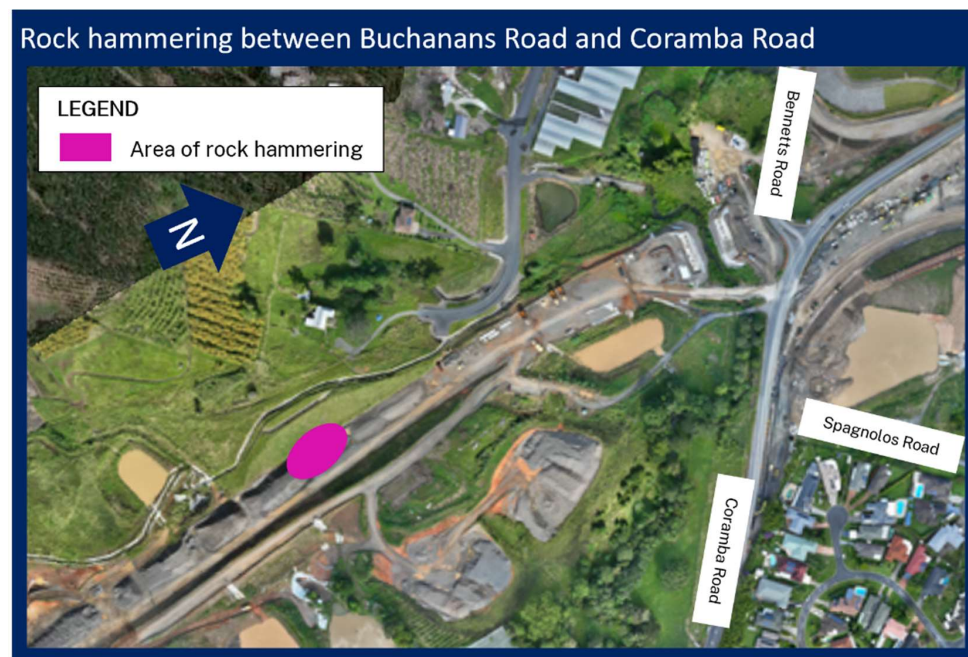 Rock hammering between Buchanans Road and Coramba Road
LEGEND
Area of rock hammering
N
Bennetts Road
Spagnolos Road
Coramba Road